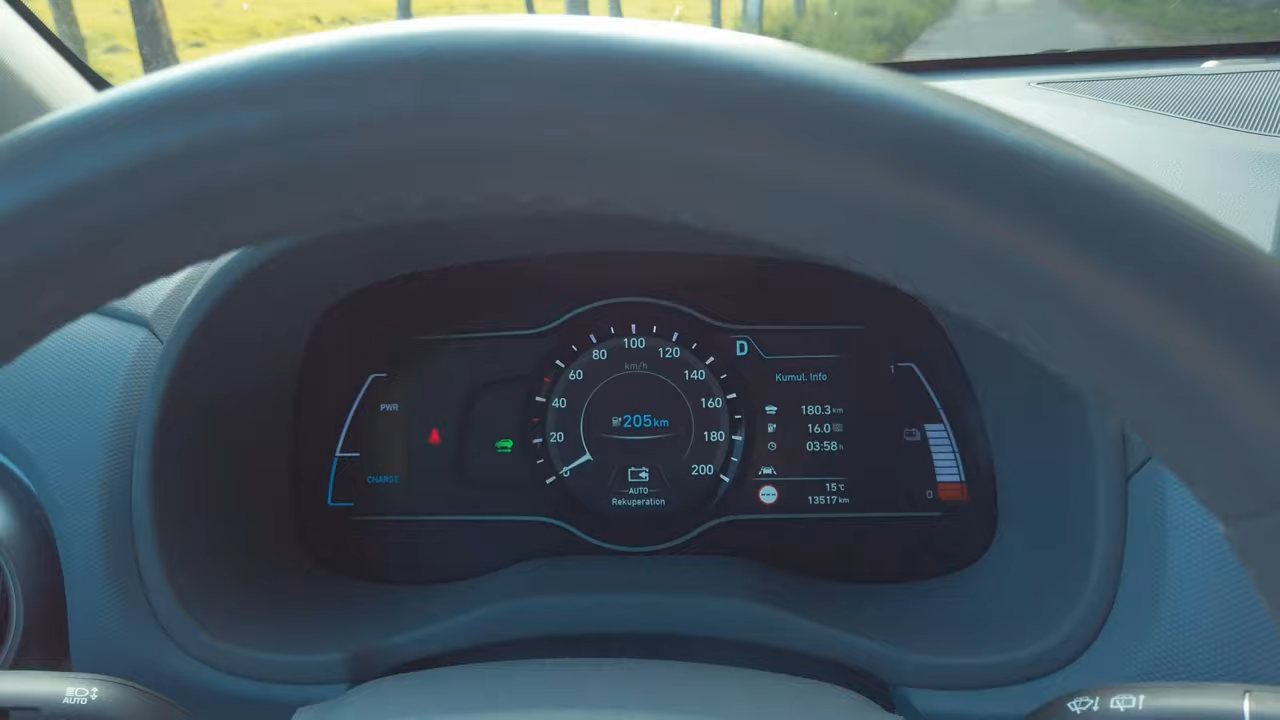 PWR
CHARGE
0
20
40
60
80
100
120
140
160
180
200
km/h
205km
AUTO
Rekuperation
D
Kumul. Info
180.3 km
16.0
03:58 h
15°C
13517 km
1
0
AUTO